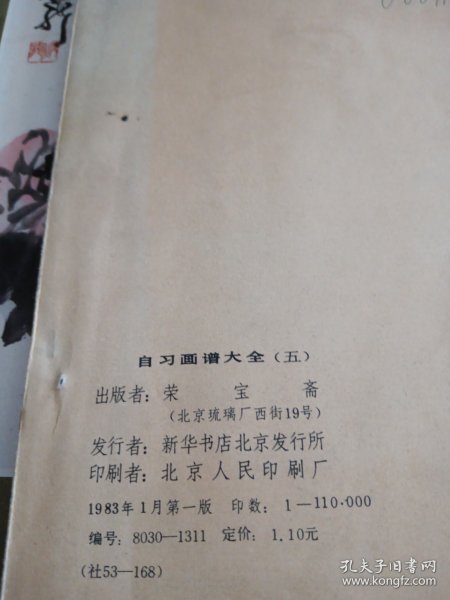 自习画谱大全（五）
出版者：荣宝斋
（北京琉璃厂西街19号）
发行者：新华书店北京发行所
印刷者：北京人民印刷厂
1983年1月第一版 印数：1—110·000
编号：8030—1311 定价：1.10元
（社53—168）
孔夫子旧书网
www.kongfz.com